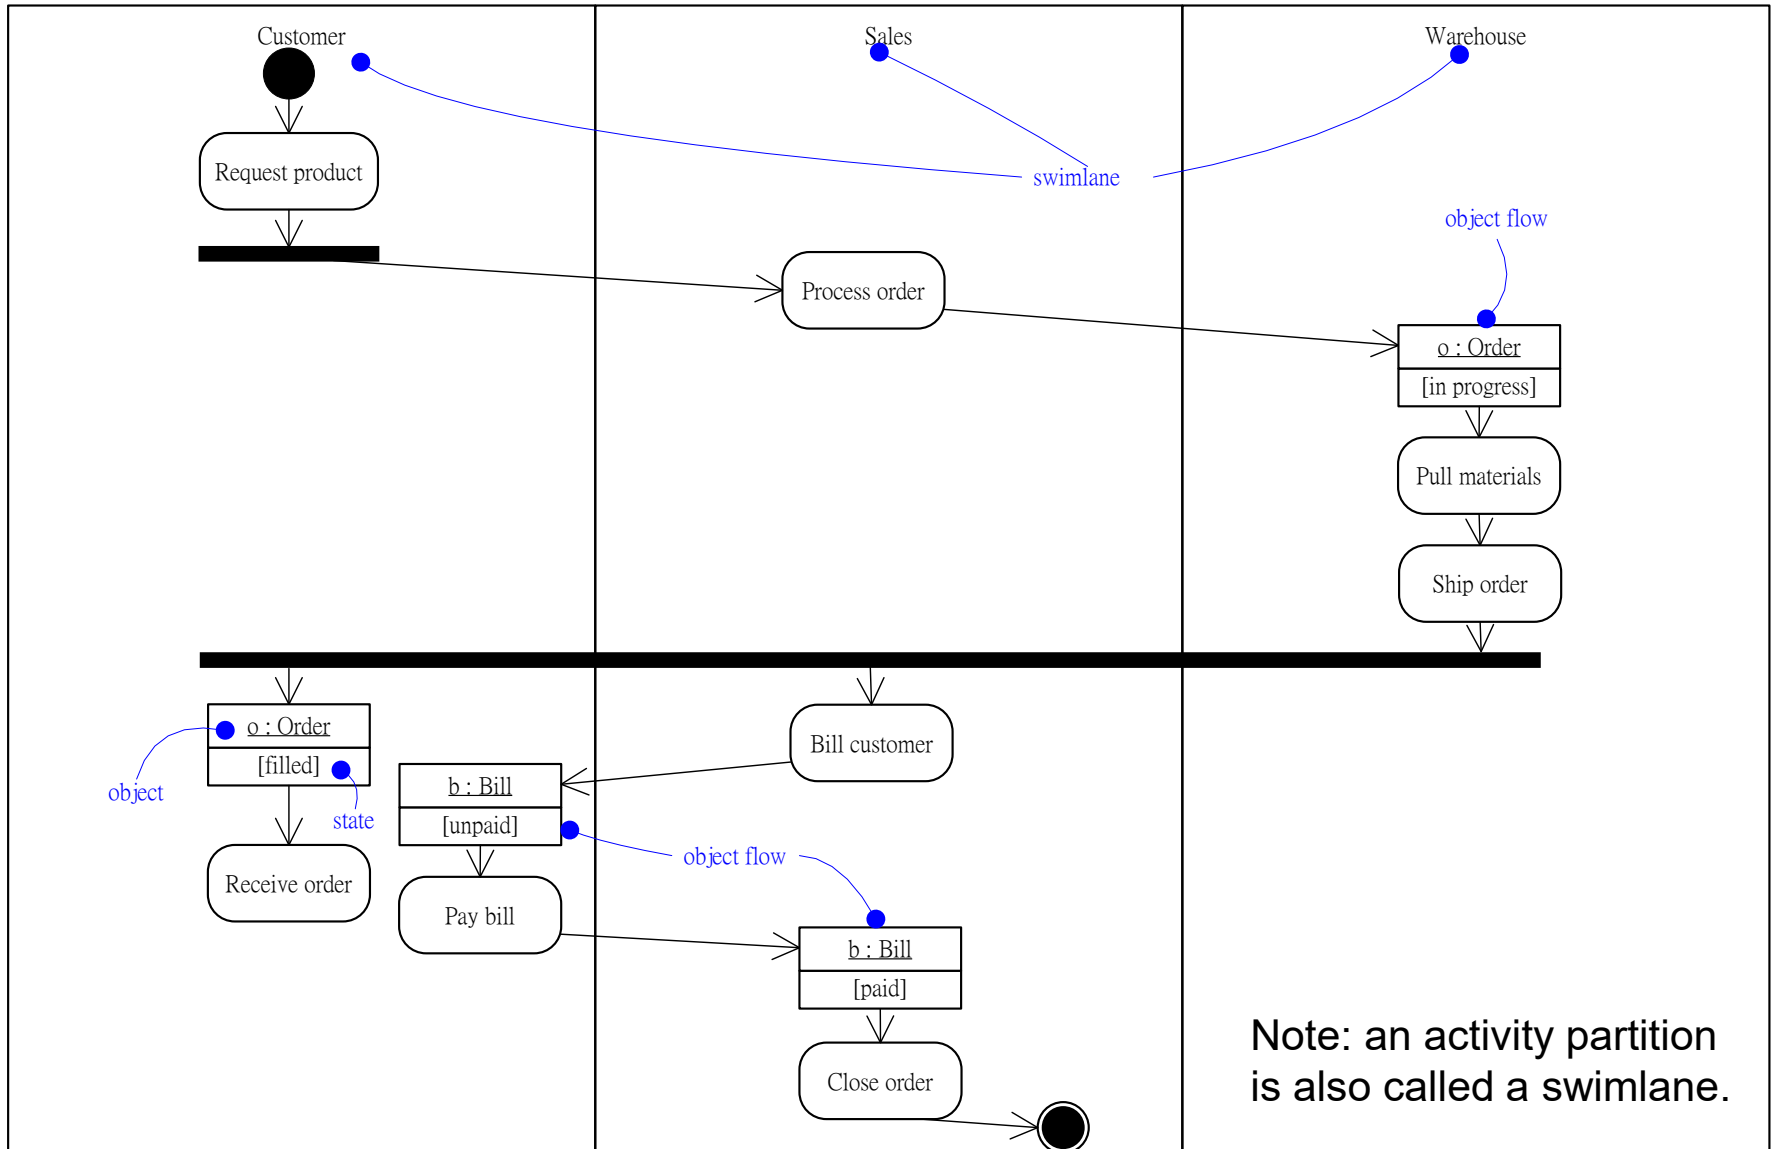 Customer
Sales
Warehouse
Request product
swimlane
object flow
Process order
o : Order
[in progress]
Pull materials
Ship order
o : Order
[filled]
object
state
Bill customer
b : Bill
[unpaid]
object flow
Receive order
Pay bill
b : Bill
[paid]
Close order
Note: an activity partition
is also called a swimlane.